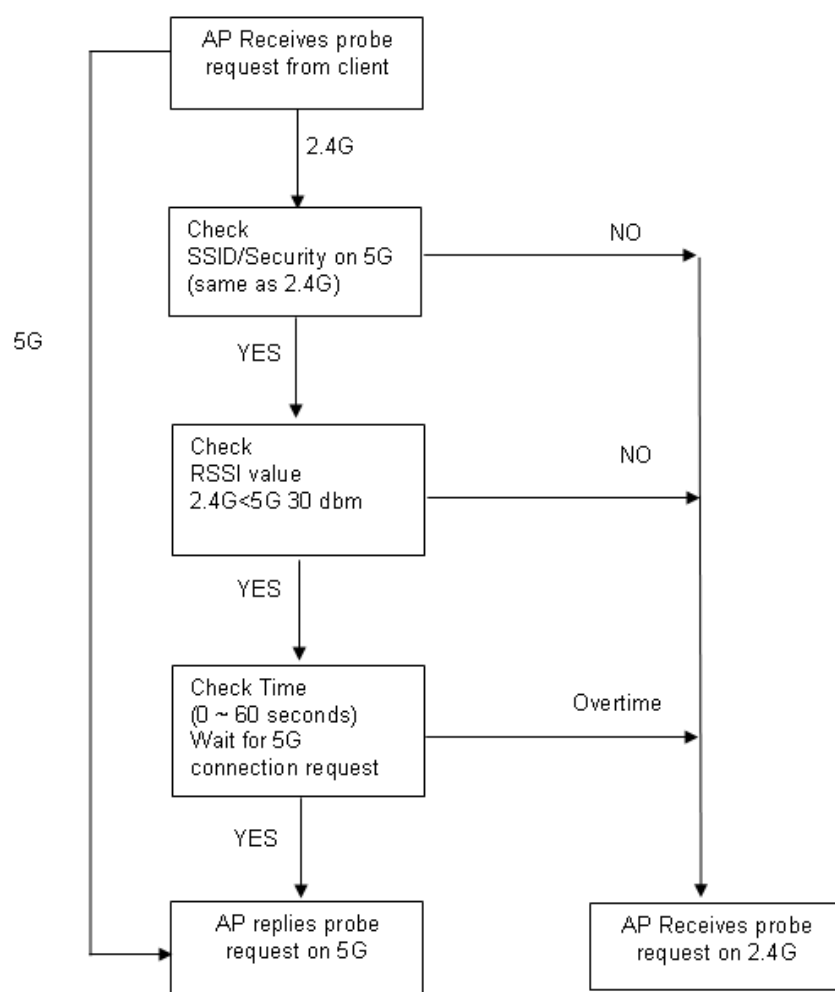 AP Receives probe
request from client
2.4G
Check
SSID/Security on 5G
(same as 2.4G)
NO
5G
YES
Check
RSSI value
2.4G<5G 30 dbm
NO
YES
Check Time
(0 ~ 60 seconds)
Wait for 5G
connection request
Overtime
YES
AP replies probe
request on 5G
AP Receives probe
request on 2.4G